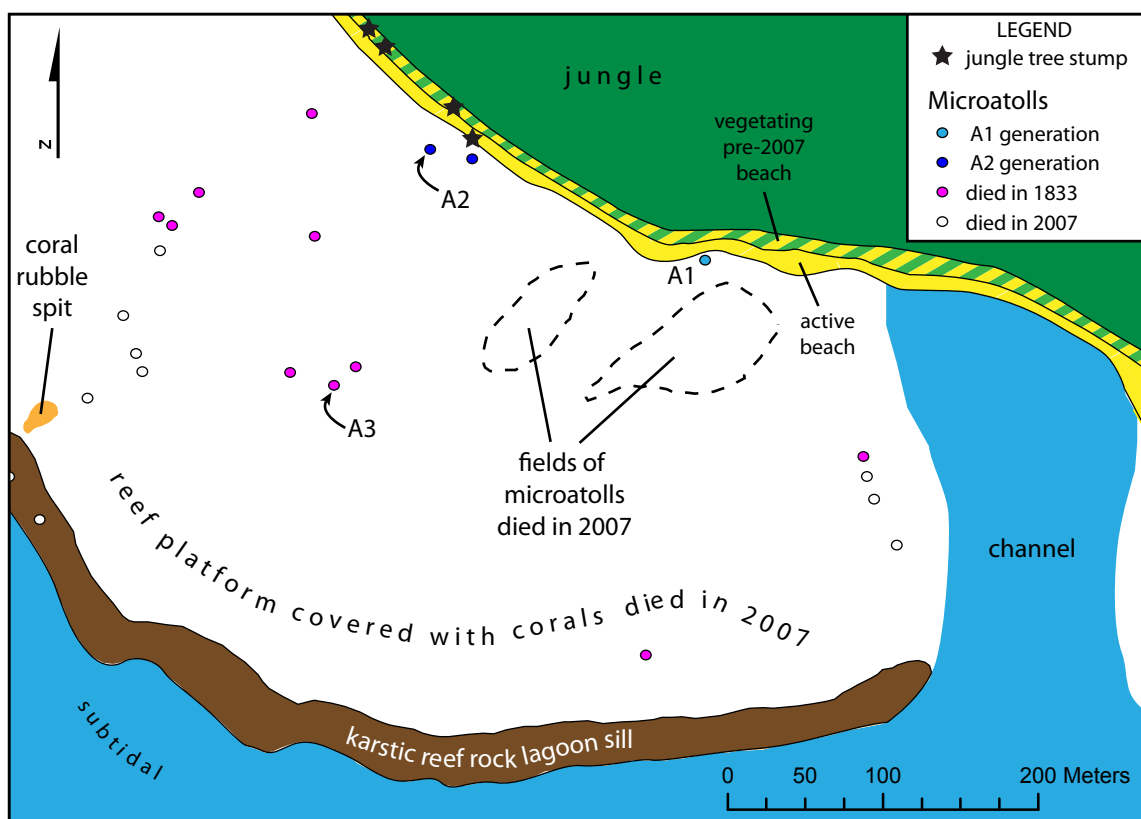 LEGEND
jungle tree stump
Microatolls
A1 generation
A2 generation
died in 1833
died in 2007
N
jungle
vegetating
pre-2007
beach
A2
coral
rubble
spit
A1
active
beach
A3
fields of
microatolls
died in 2007
channel
reef platform covered with corals died in 2007
karstic reef rock lagoon sill
subtidal
0 50 100 200 Meters